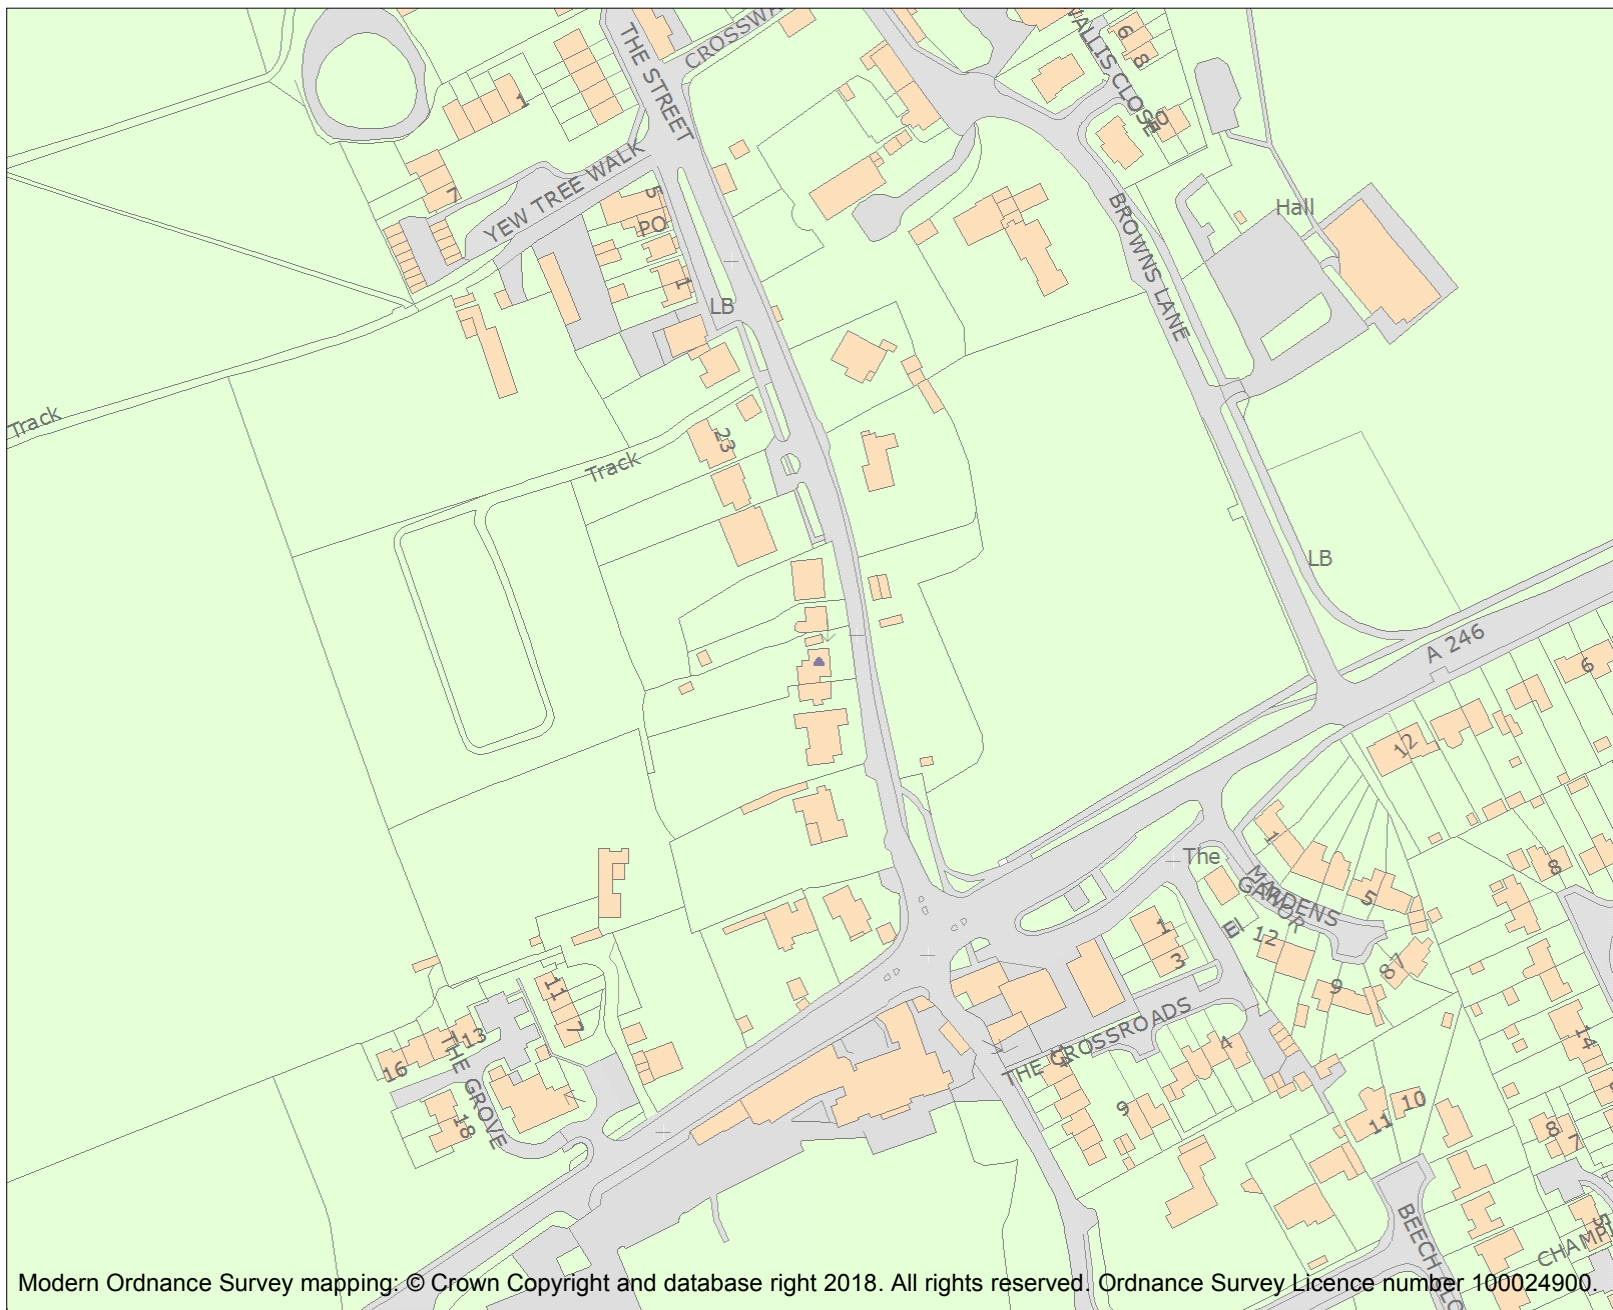 THE STREET
CROSSWA
WALLIS CLOSE
6
8
1
7
YEW TREE WALK
5
PO
1
LB
BROWNS LANE
Hall
Track
Track
23
LB
A 246
6
12
The
1
5
MANOR
GARDENS
El
12
87
9
8
1
3
THE CROSSROADS
4
9
11
7
13
16
THE GROVE
18
14
11
10
8
7
BEECH
CHAMP
5
Modern Ordnance Survey mapping: © Crown Copyright and database right 2018. All rights reserved. Ordnance Survey Licence number 100024900.